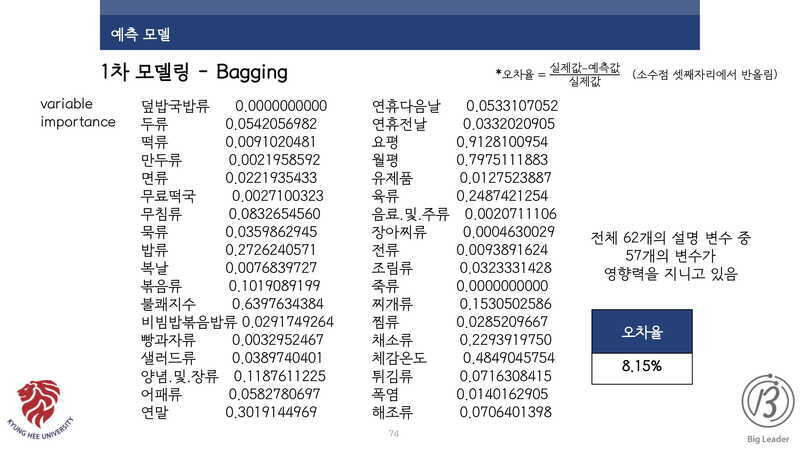 예측 모델
1차 모델링 - Bagging
*오차율 = 실제값-예측값 / 실제값 (소수점 셋째자리에서 반올림)
variable
importance
덮밥국밥류 0.0000000000
두류 0.0542056982
떡류 0.0091020481
만두류 0.0021958592
면류 0.0221935433
무료떡국 0.0027100323
무침류 0.0832654560
묵류 0.0359862945
밥류 0.2726240571
복날 0.0076839727
볶음류 0.1019089199
불쾌지수 0.6397634384
비빔밥볶음밥류 0.0291749264
빵과자류 0.0032952467
샐러드류 0.0389740401
양념.및.장류 0.1187611225
어패류 0.0582780697
연말 0.3019144969
연휴다음날 0.0533107052
연휴전날 0.0332020905
요평 0.9128100954
월평 0.7975111883
유제품 0.0127523887
육류 0.2487421254
음료.및.주류 0.0020711106
장아찌류 0.0004630029
전류 0.0093891624
조림류 0.0323331428
죽류 0.0000000000
찌개류 0.1530502586
찜류 0.0285209667
채소류 0.2293919750
체감온도 0.4849045754
튀김류 0.0716308415
폭염 0.0140162905
해조류 0.0706401398
전체 62개의 설명 변수 중
57개의 변수가
영향력을 지니고 있음
오차율
8.15%
KYUNG HEE UNIVERSITY
74
Big Leader